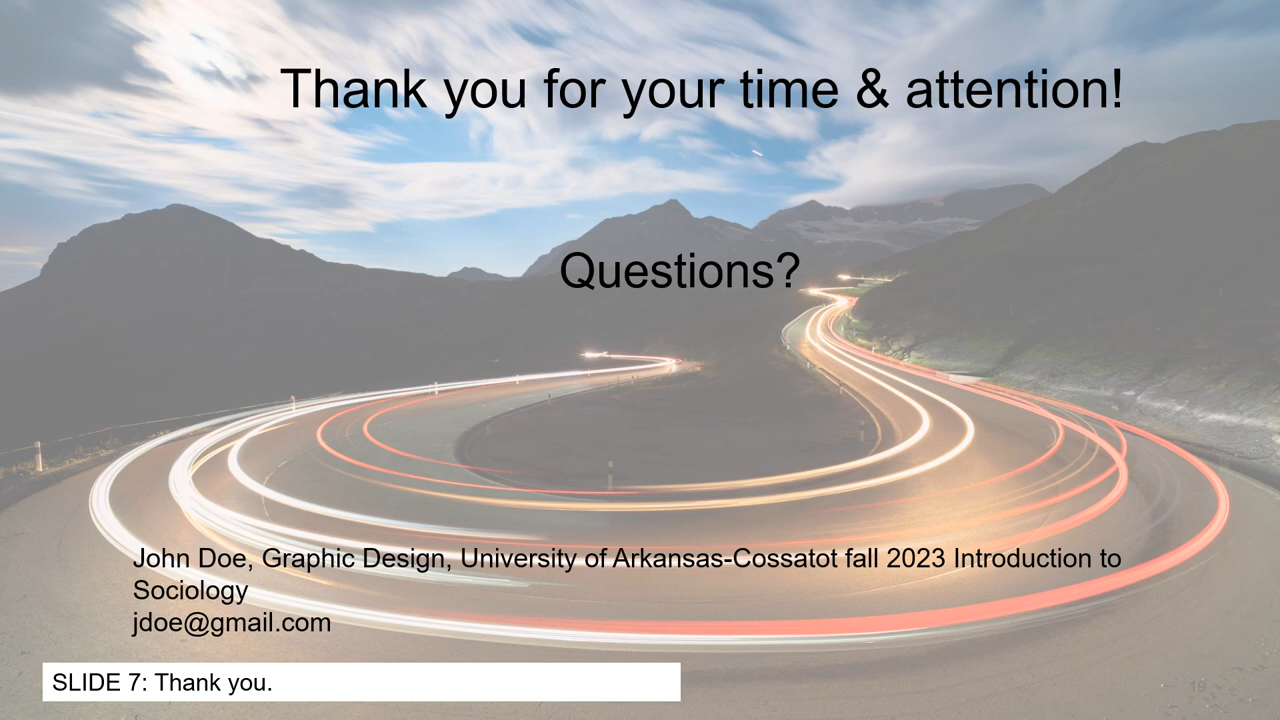 Thank you for your time & attention!
Questions?
John Doe, Graphic Design, University of Arkansas-Cossatot fall 2023 Introduction to
Sociology
jdoe@gmail.com
SLIDE 7: Thank you.
19